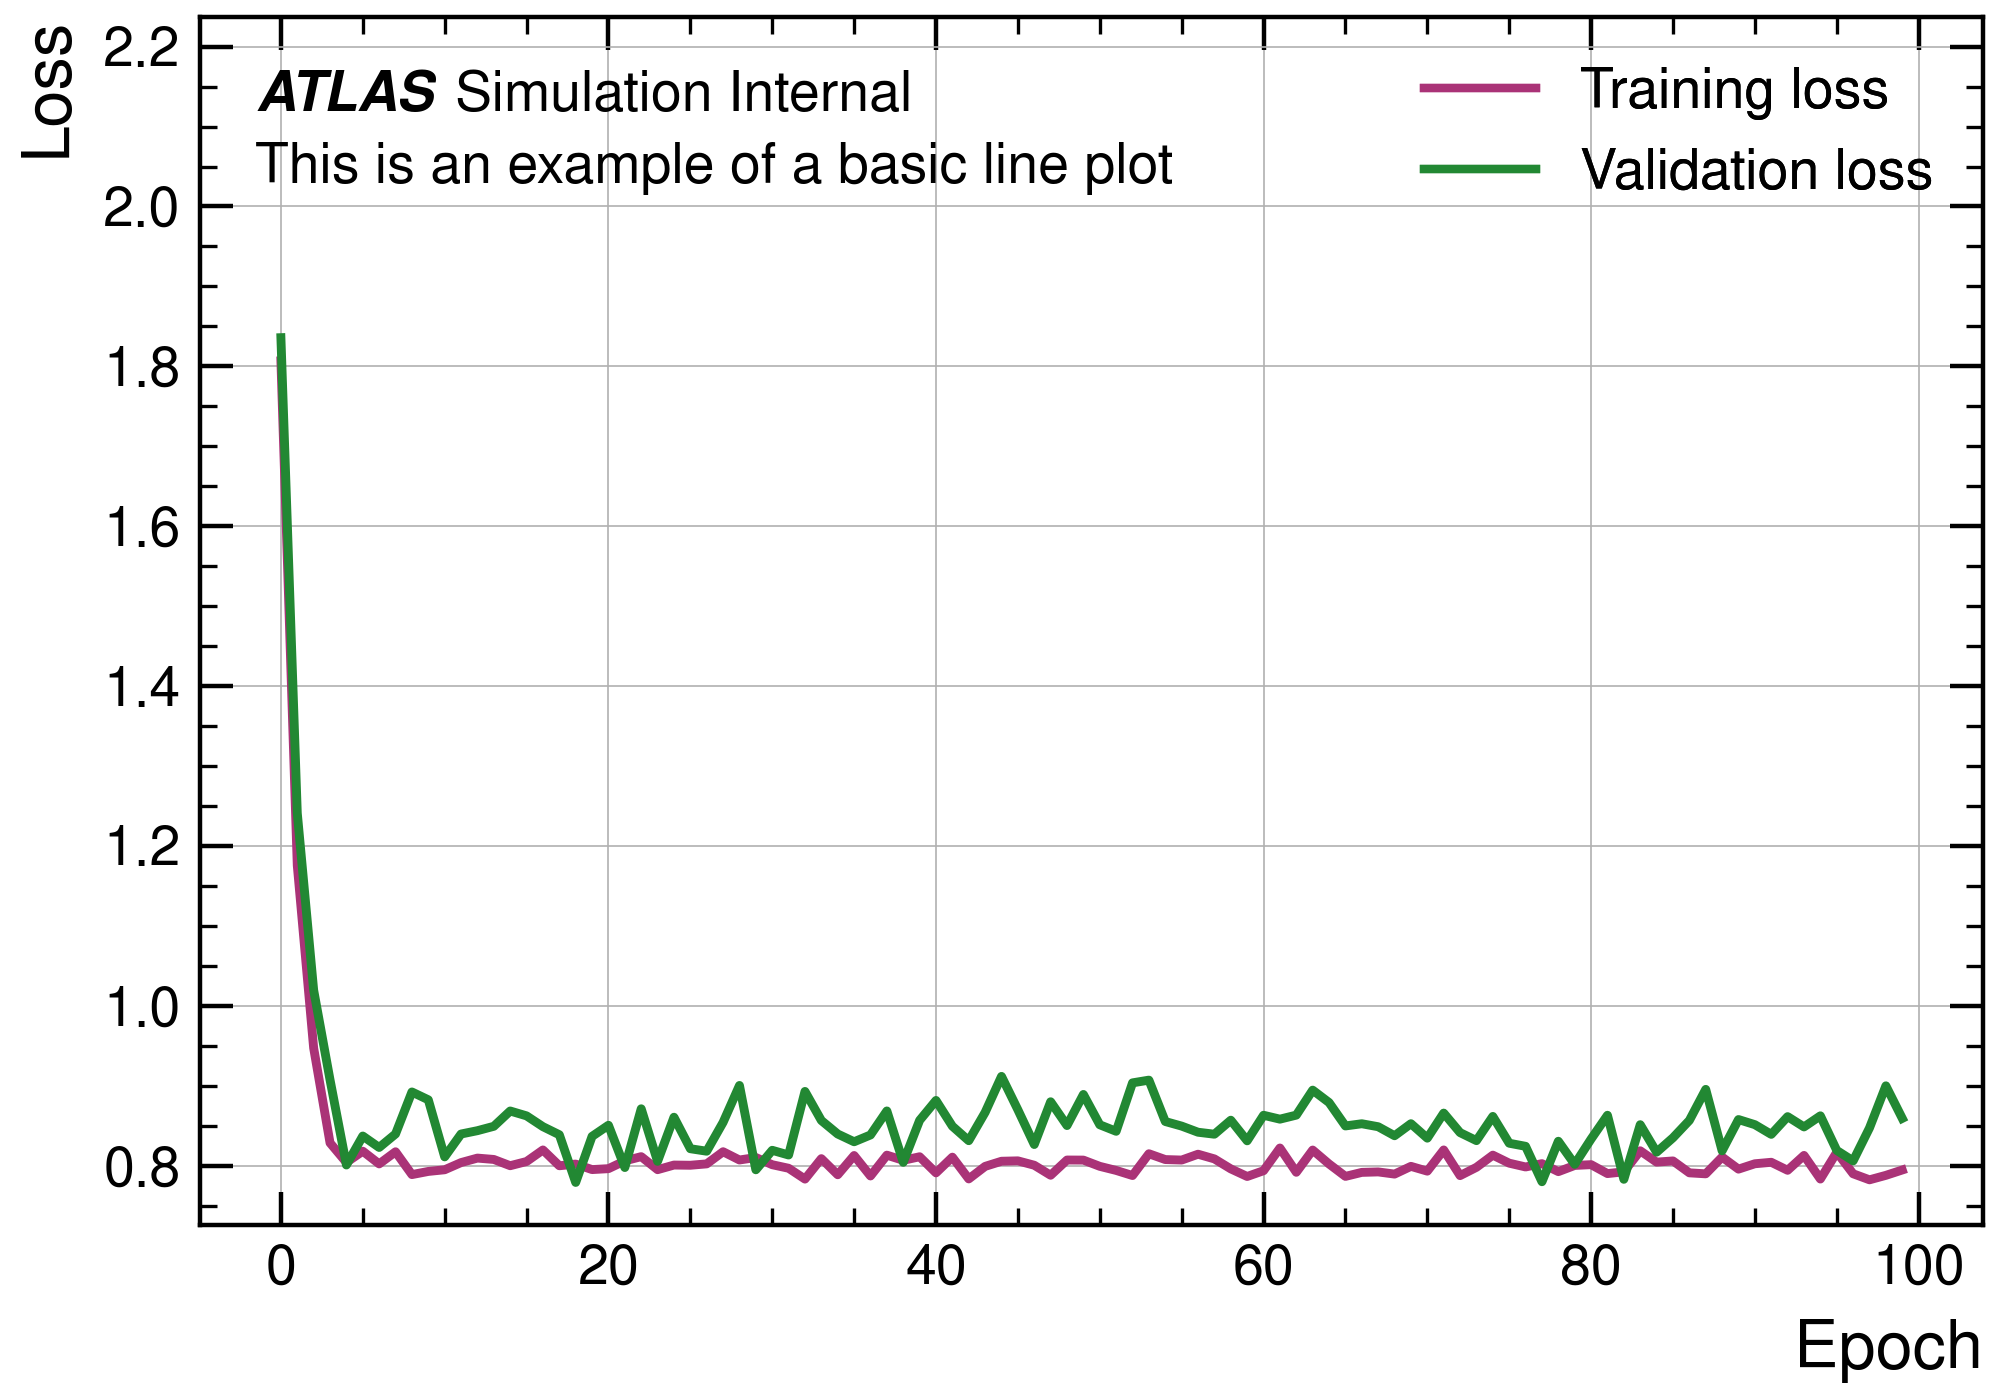 Loss
2.2
2.0
1.8
1.6
1.4
1.2
1.0
0.8
ATLAS Simulation Internal
This is an example of a basic line plot
Training loss
Validation loss
0 20 40 60 80 100
Epoch